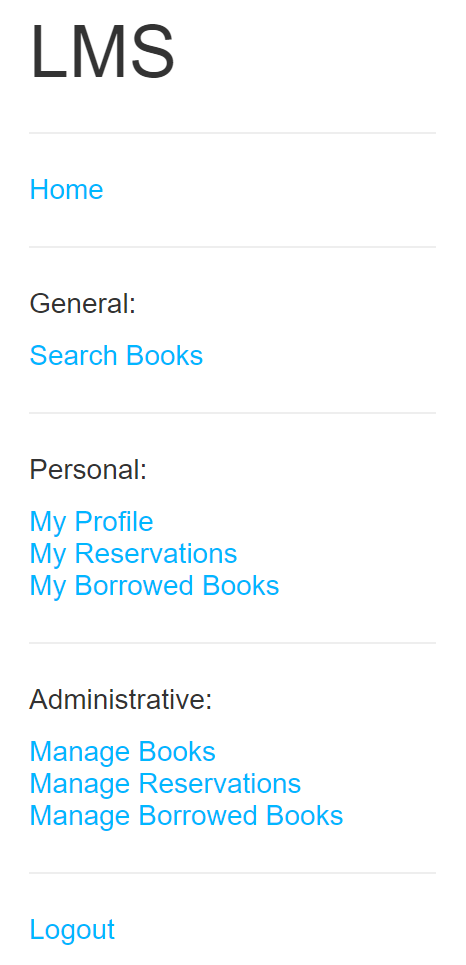 LMS
Home
General:
Search Books
Personal:
My Profile
My Reservations
My Borrowed Books
Administrative:
Manage Books
Manage Reservations
Manage Borrowed Books
Logout